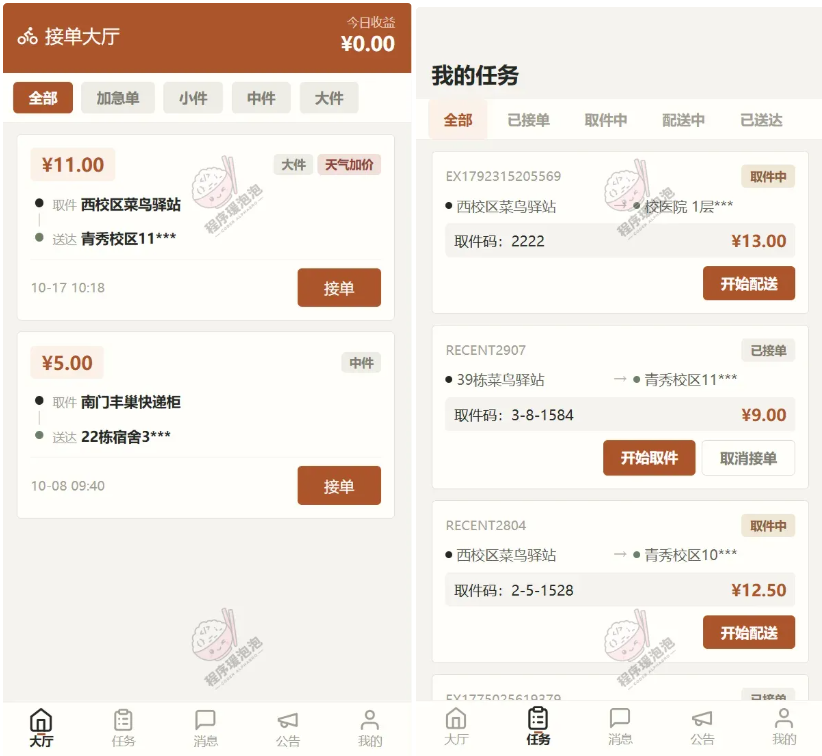 接单大厅
今日收益
¥0.00
全部 加急单 小件 中件 大件
¥11.00 大件 天气加价
取件 西校区菜鸟驿站
送达 青秀校区11***
10-17 10:18 接单
¥5.00 中件
取件 南门丰巢快递柜
送达 22栋宿舍3***
10-08 09:40 接单
程序瑶泡泡
大厅 任务 消息 公告 我的
我的任务
全部 已接单 取件中 配送中 已送达
EX1792315205569 取件中
西校区菜鸟驿站 → 校医院 1层***
取件码：2222 ¥13.00
开始配送
RECENT2907 已接单
39栋菜鸟驿站 → 青秀校区11***
取件码：3-8-1584 ¥9.00
开始取件 取消接单
RECENT2804 取件中
西校区菜鸟驿站 → 青秀校区10***
取件码：2-5-1528 ¥12.50
开始配送
EX1775025619379 已接单
大厅 任务 消息 公告 我的